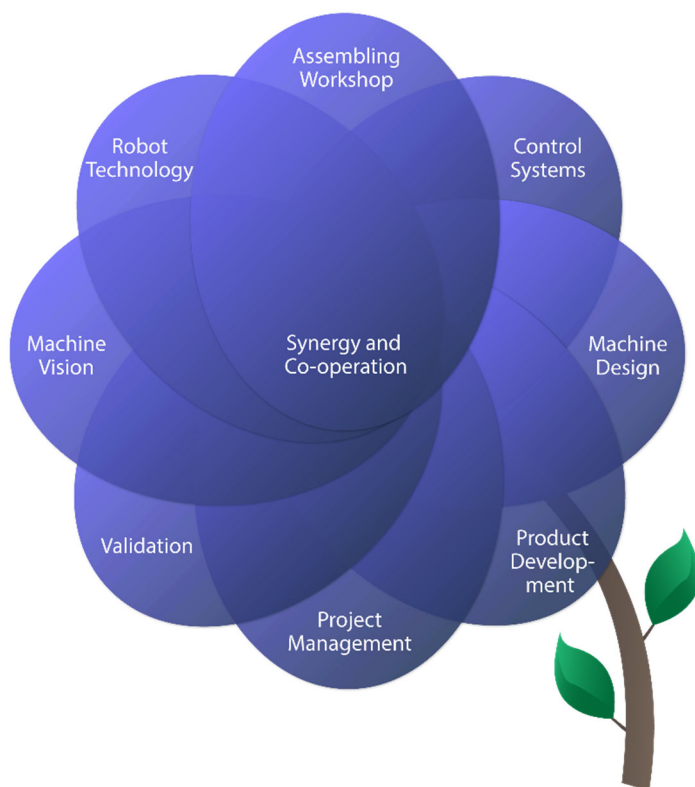 Assembling
Workshop
Robot
Technology
Control
Systems
Machine
Vision
Synergy and
Co-operation
Machine
Design
Validation
Product
Develop-
ment
Project
Management